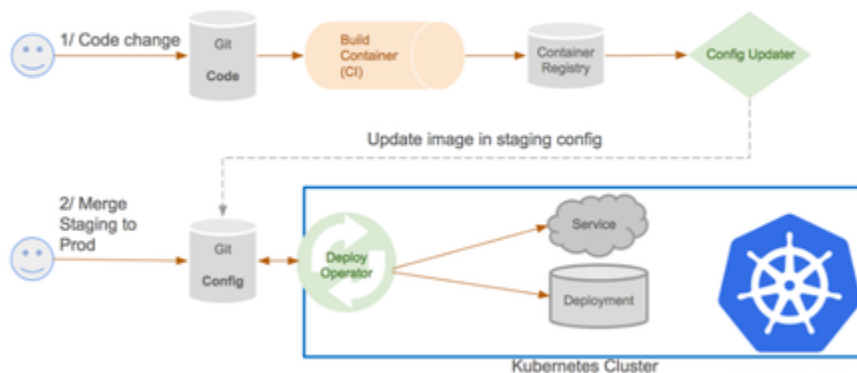 1/ Code change
Git
Code
Build
Container
(CI)
Container
Registry
Config Updater
Update image in staging config
2/ Merge
Staging to
Prod
Git
Config
Deploy
Operator
Service
Deployment
Kubernetes Cluster